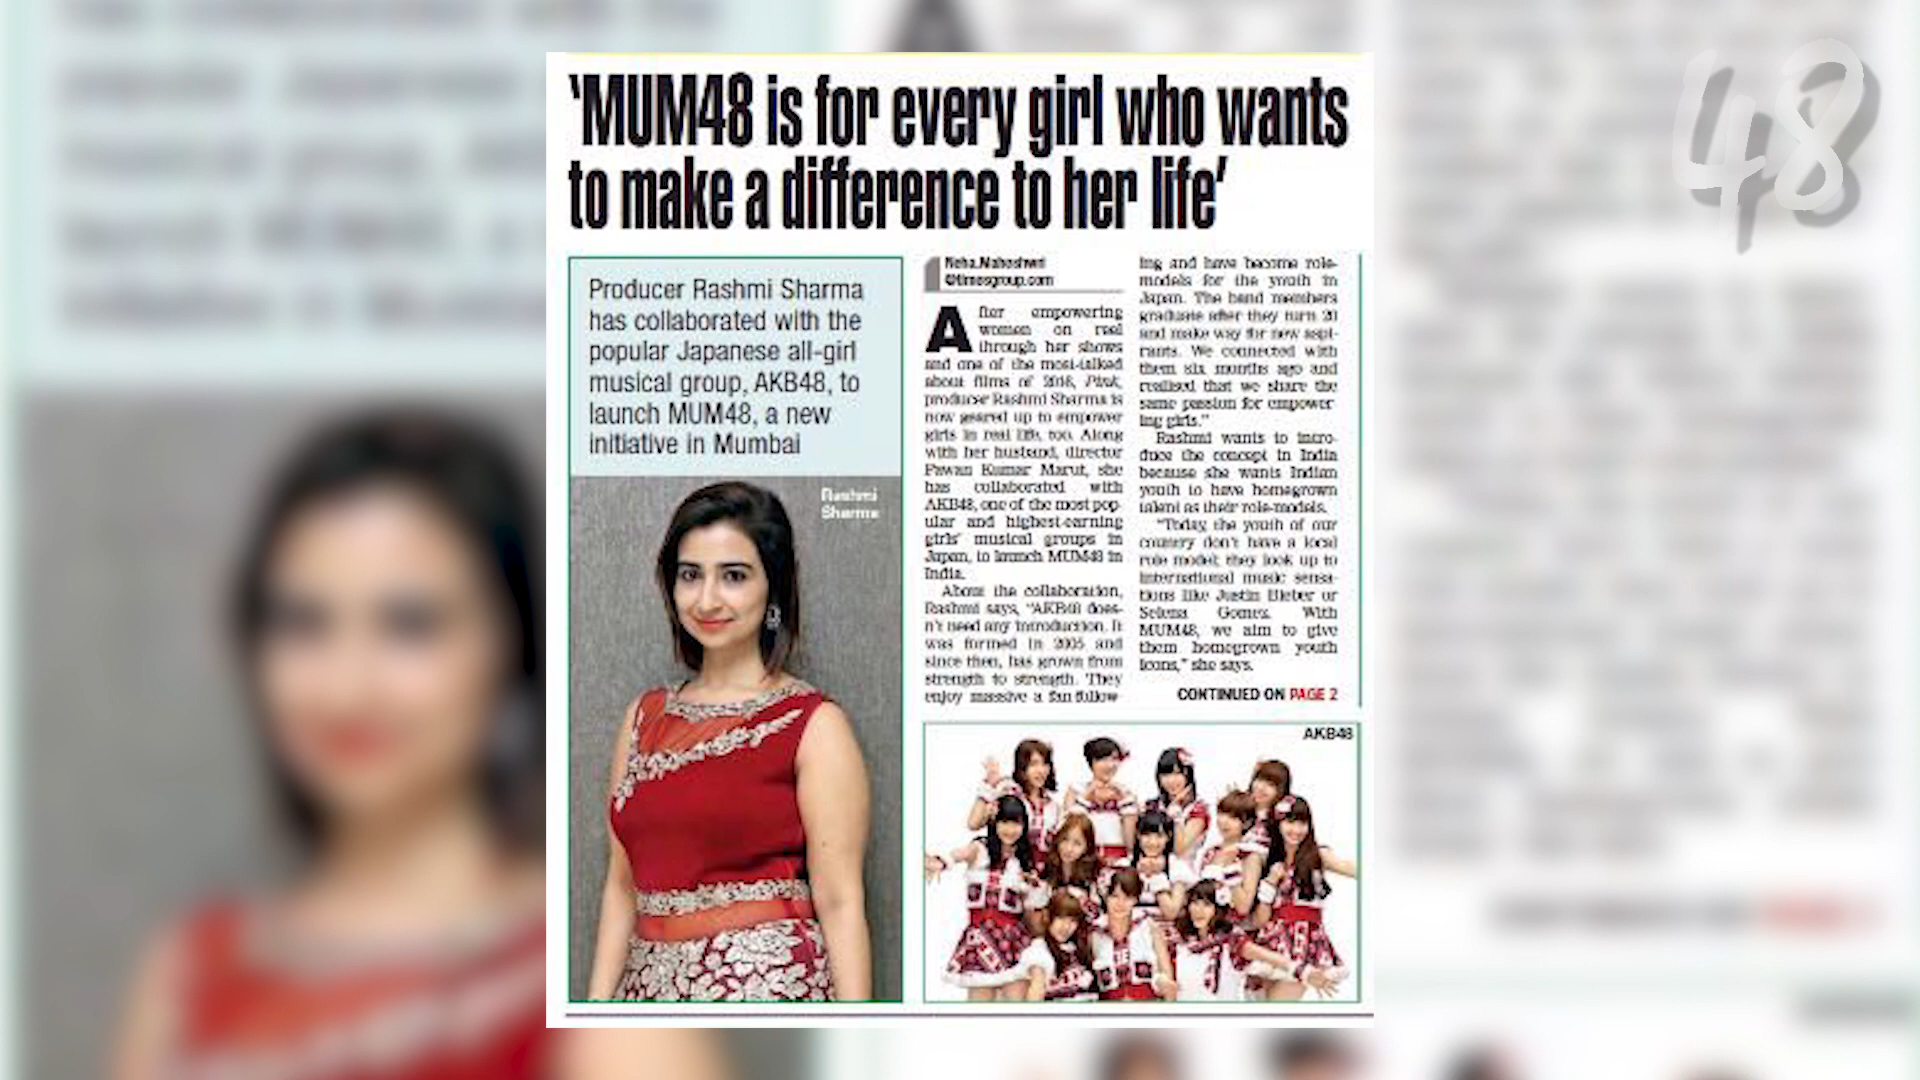 'MUM48 is for every girl who wants
to make a difference to her life'
Producer Rashmi Sharma
has collaborated with the
popular Japanese all-girl
musical group, AKB48, to
launch MUM48, a new
initiative in Mumbai
Rashmi
Sharma
Neha.Maheshwri
@timesgroup.com
After empowering
women on reel
through her shows
and one of the most-talked
about films of 2016, Pink,
producer Rashmi Sharma is
now geared up to empower
girls in real life, too. Along
with her husband, director
Pawan Kumar Marut, she
has collaborated with
AKB48, one of the most pop-
ular and highest-earning
girls' musical groups in
Japan, to launch MUM48 in
India.
About the collaboration,
Rashmi says, "AKB48 does-
n't need any introduction. It
was formed in 2005 and
since then, has grown from
strength to strength. They
enjoy massive a fan follow-
ing and have become role-
models for the youth in
Japan. The band members
graduate after they turn 20
and make way for new aspi-
rants. We connected with
them six months ago and
realised that we share the
same passion for empower-
ing girls."
Rashmi wants to intro-
duce the concept in India
because she wants Indian
youth to have homegrown
talent as their role-models.
"Today, the youth of our
country don't have a local
role model; they look up to
international music sensa-
tions like Justin Bieber or
Selena Gomez. With
MUM48, we aim to give
them homegrown youth
icons," she says.
CONTINUED ON PAGE 2
AKB48
48